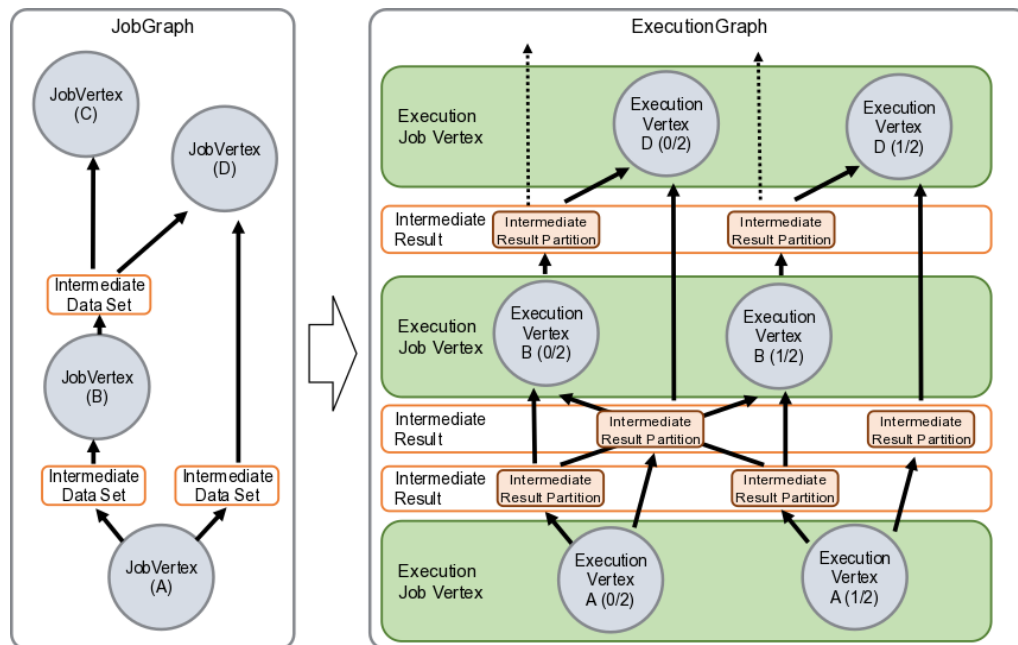 JobGraph
JobVertex
(C)
JobVertex
(D)
Intermediate
Data Set
JobVertex
(B)
Intermediate
Data Set
Intermediate
Data Set
JobVertex
(A)
ExecutionGraph
Execution
Job Vertex
Execution
Vertex
D (0/2)
Execution
Vertex
D (1/2)
Intermediate
Result
Intermediate
Result Partition
Intermediate
Result Partition
Execution
Job Vertex
Execution
Vertex
B (0/2)
Execution
Vertex
B (1/2)
Intermediate
Result
Intermediate
Result Partition
Intermediate
Result Partition
Intermediate
Result
Intermediate
Result Partition
Intermediate
Result Partition
Execution
Job Vertex
Execution
Vertex
A (0/2)
Execution
Vertex
A (1/2)